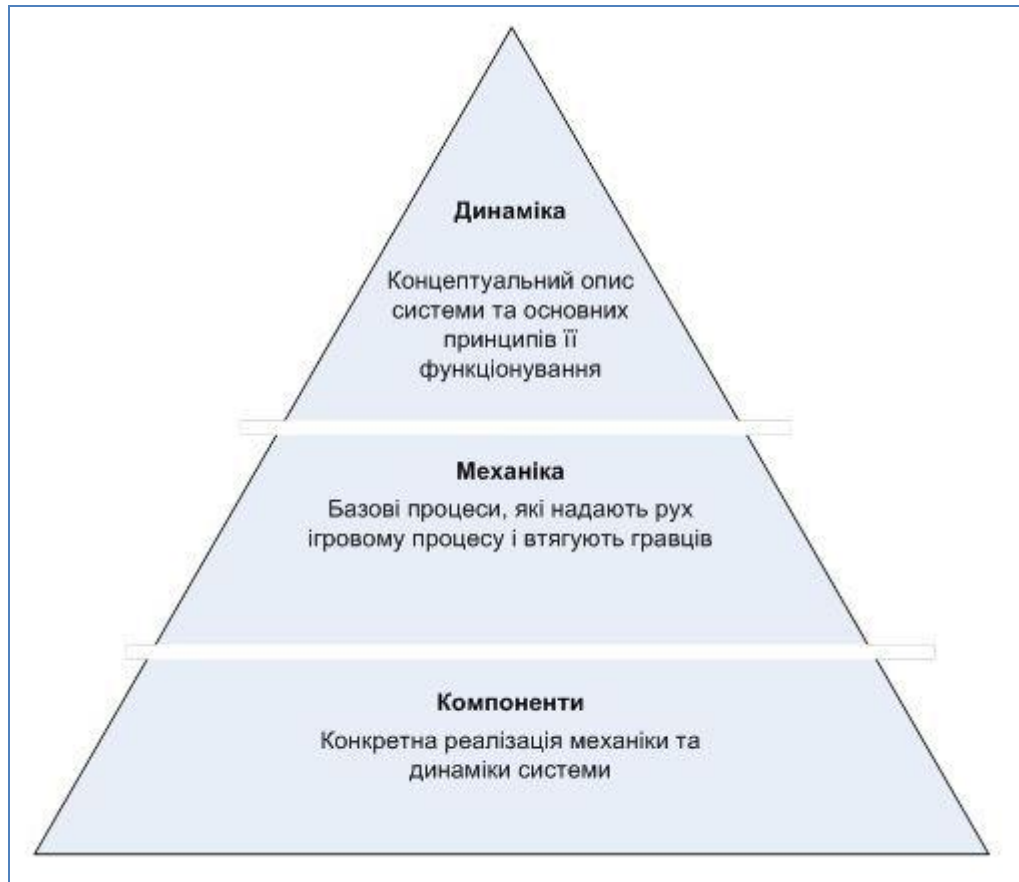 Динаміка
Концептуальний опис
системи та основних
принципів її
функціонування
Механіка
Базові процеси, які надають рух
ігровому процесу і втягують гравців
Компоненти
Конкретна реалізація механіки та
динаміки системи